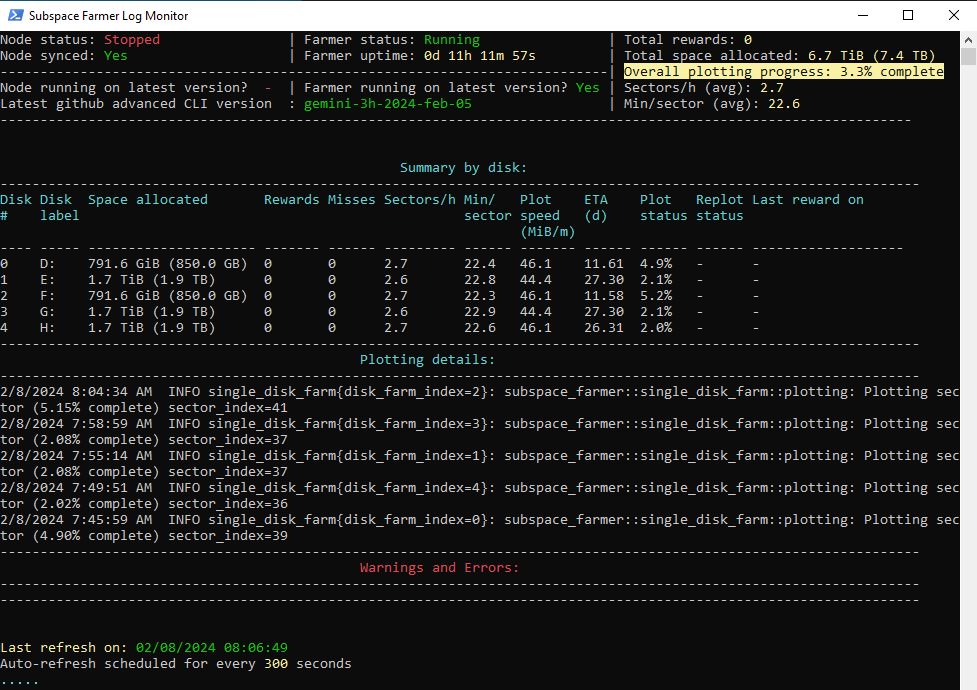 Subspace Farmer Log Monitor
Node status: Stopped | Farmer status: Running | Total rewards: 0
Node synced: Yes | Farmer uptime: 0d 11h 11m 57s | Total space allocated: 6.7 TiB (7.4 TB)
----------------------------------------------------------------------------| Overall plotting progress: 3.3% complete
Node running on latest version? - | Farmer running on latest version? Yes | Sectors/h (avg): 2.7
Latest github advanced CLI version : gemini-3h-2024-feb-05 | Min/sector (avg): 22.6
------------------------------------------------------------------------------------------------------------------
Summary by disk:
-------------------------------------------------------------------------------------------------------------------
Disk Disk Space allocated Rewards Misses Sectors/h Min/ Plot ETA Plot Replot Last reward on
# label sector speed (d) status status
(MiB/m)
---- ----- --------------------- ------- ------ --------- ------ ------- ------ ------ ------ -------------------
0 D: 791.6 GiB (850.0 GB) 0 0 2.7 22.4 46.1 11.61 4.9% - -
1 E: 1.7 TiB (1.9 TB) 0 0 2.6 22.8 44.4 27.30 2.1% - -
2 F: 791.6 GiB (850.0 GB) 0 0 2.7 22.3 46.1 11.58 5.2% - -
3 G: 1.7 TiB (1.9 TB) 0 0 2.6 22.9 44.4 27.30 2.1% - -
4 H: 1.7 TiB (1.9 TB) 0 0 2.7 22.6 46.1 26.31 2.0% - -
-------------------------------------------------------------------------------------------------------------------
Plotting details:
-------------------------------------------------------------------------------------------------------------------
2/8/2024 8:04:34 AM INFO single_disk_farm{disk_farm_index=2}: subspace_farmer::single_disk_farm::plotting: Plotting sec
tor (5.15% complete) sector_index=41
2/8/2024 7:58:59 AM INFO single_disk_farm{disk_farm_index=3}: subspace_farmer::single_disk_farm::plotting: Plotting sec
tor (2.08% complete) sector_index=37
2/8/2024 7:55:14 AM INFO single_disk_farm{disk_farm_index=1}: subspace_farmer::single_disk_farm::plotting: Plotting sec
tor (2.08% complete) sector_index=37
2/8/2024 7:49:51 AM INFO single_disk_farm{disk_farm_index=4}: subspace_farmer::single_disk_farm::plotting: Plotting sec
tor (2.02% complete) sector_index=36
2/8/2024 7:45:59 AM INFO single_disk_farm{disk_farm_index=0}: subspace_farmer::single_disk_farm::plotting: Plotting sec
tor (4.90% complete) sector_index=39
-------------------------------------------------------------------------------------------------------------------
Warnings and Errors:
-------------------------------------------------------------------------------------------------------------------
-------------------------------------------------------------------------------------------------------------------
Last refresh on: 02/08/2024 08:06:49
Auto-refresh scheduled for every 300 seconds
.....